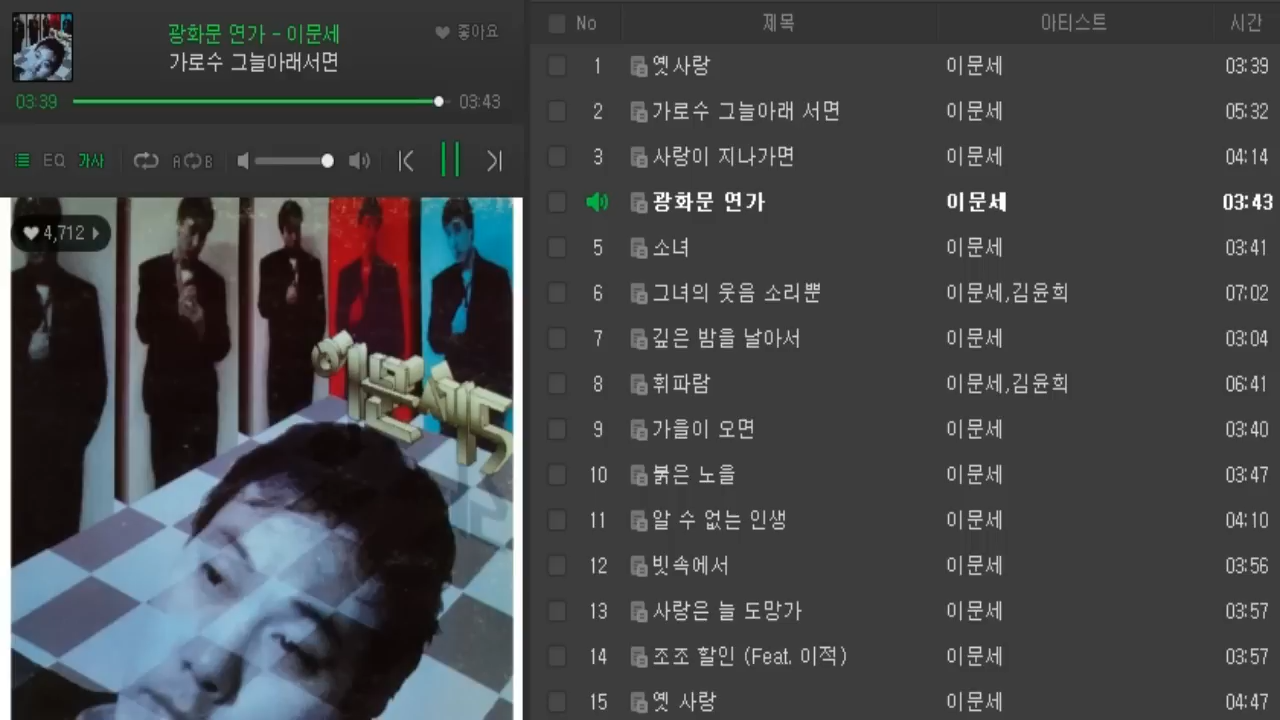 광화문 연가 - 이문세
좋아요
가로수 그늘아래서면
03:39
03:43
EQ
가사
A B
4,712
이문세 5
No 제목 아티스트 시간
1 옛사랑 이문세 03:39
2 가로수 그늘아래 서면 이문세 05:32
3 사랑이 지나가면 이문세 04:14
광화문 연가 이문세 03:43
5 소녀 이문세 03:41
6 그녀의 웃음 소리뿐 이문세,김윤희 07:02
7 깊은 밤을 날아서 이문세 03:04
8 휘파람 이문세,김윤희 06:41
9 가을이 오면 이문세 03:40
10 붉은 노을 이문세 03:47
11 알 수 없는 인생 이문세 04:10
12 빗속에서 이문세 03:56
13 사랑은 늘 도망가 이문세 03:57
14 조조 할인 (Feat. 이적) 이문세 03:57
15 옛 사랑 이문세 04:47